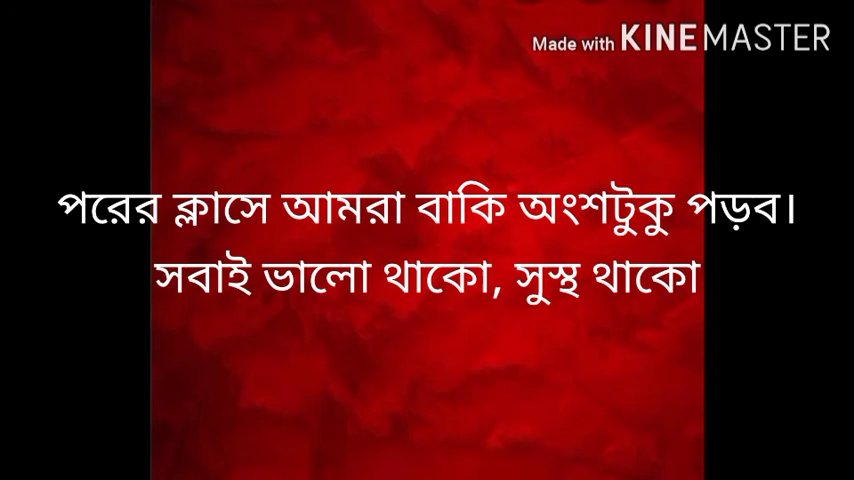 Made with KINEMASTER
পরের ক্লাসে আমরা বাকি অংশটুকু পড়ব।
সবাই ভালো থাকো, সুস্থ থাকো